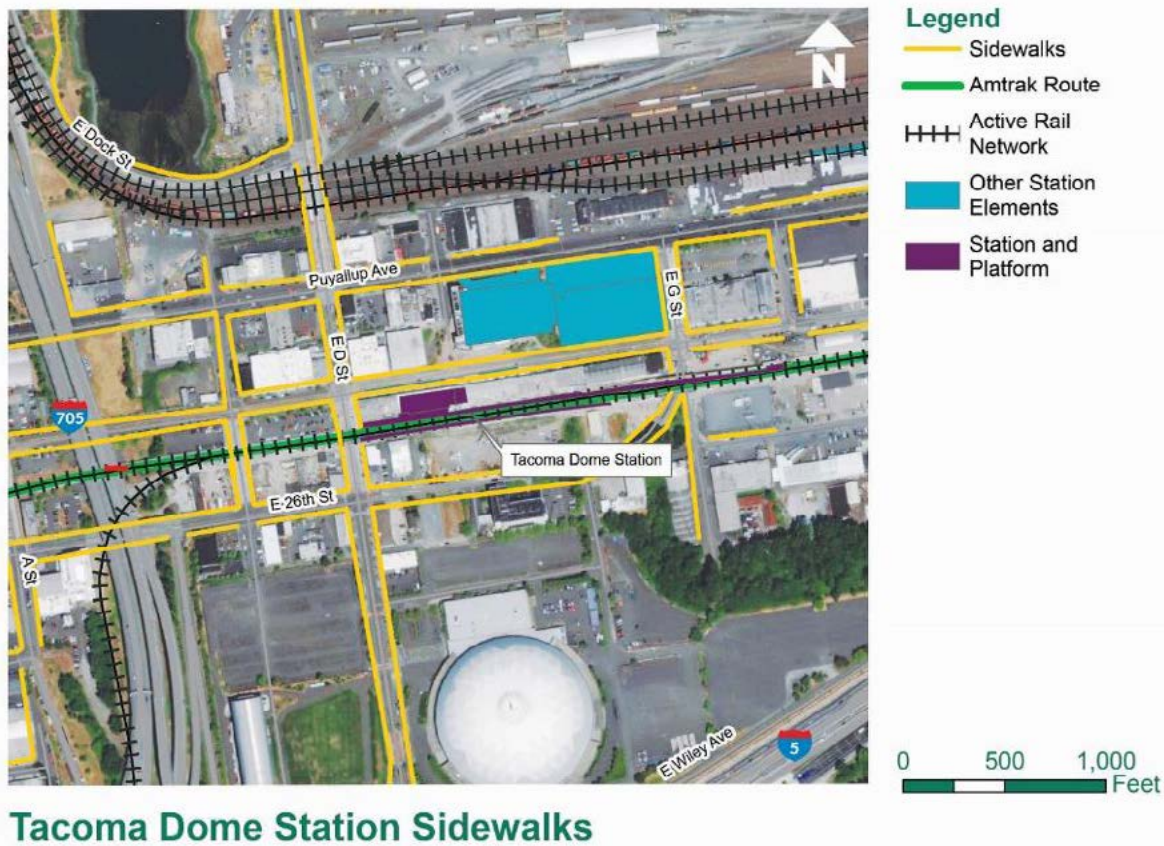 Legend
Sidewalks
Amtrak Route
Active Rail
Network
Other Station
Elements
Station and
Platform
N
E Dock St
Puyallup Ave
E G St
E D St
705
Tacoma Dome Station
E 26th St
A St
E Wiley Ave
5
0 500 1,000
Feet
Tacoma Dome Station Sidewalks